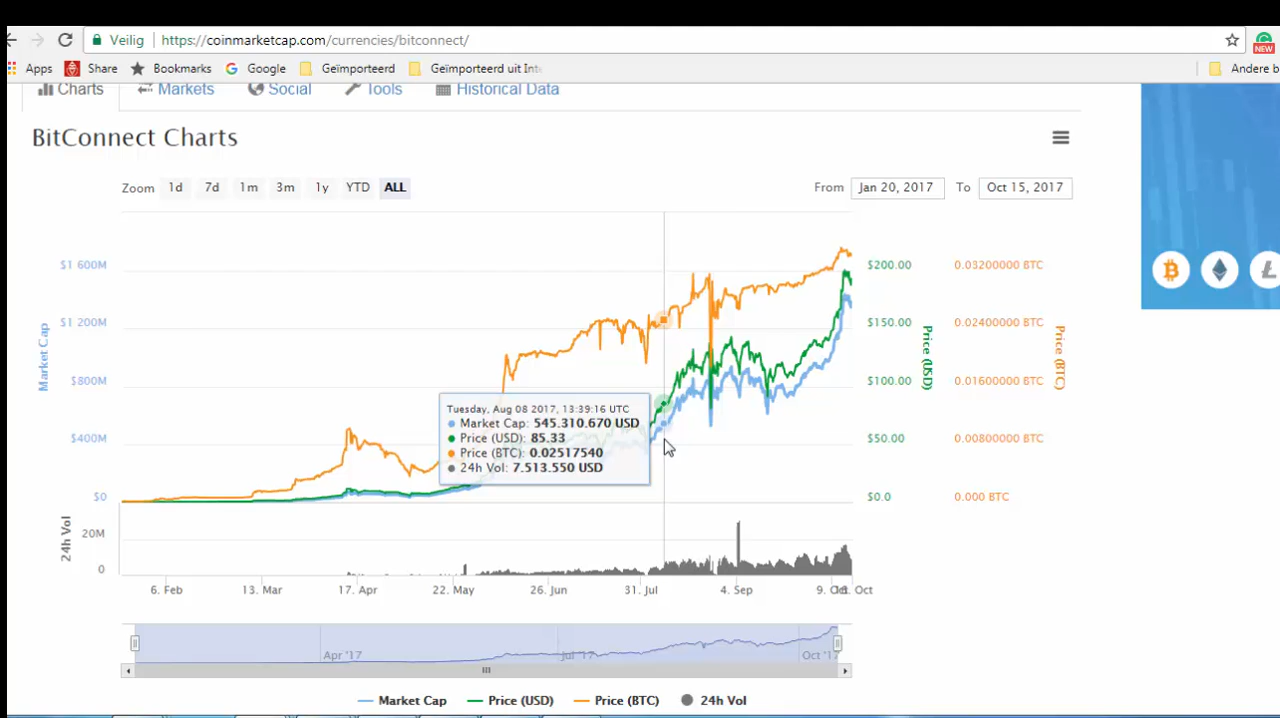 Veilig https://coinmarketcap.com/currencies/bitconnect/
NEW
Apps Share Bookmarks Google Geïmporteerd Geïmporteerd uit Inte Andere b
Charts Markets Social Tools Historical Data
BitConnect Charts
Zoom 1d 7d 1m 3m 1y YTD ALL From Jan 20, 2017 To Oct 15, 2017
$1 600M $200.00 0.03200000 BTC
$1 200M $150.00 0.02400000 BTC
Market Cap Price (USD) Price (BTC)
$800M $100.00 0.01600000 BTC
$400M $50.00 0.00800000 BTC
$0 $0.0 0.000 BTC
Tuesday, Aug 08 2017, 13:39:16 UTC
Market Cap: 545.310.670 USD
Price (USD): 85.33
Price (BTC): 0.02517540
24h Vol: 7.513.550 USD
24h Vol
20M
0
6. Feb 13. Mar 17. Apr 22. May 26. Jun 31. Jul 4. Sep 9. Oct
Apr '17 Jul '17 Oct '17
Market Cap Price (USD) Price (BTC) 24h Vol